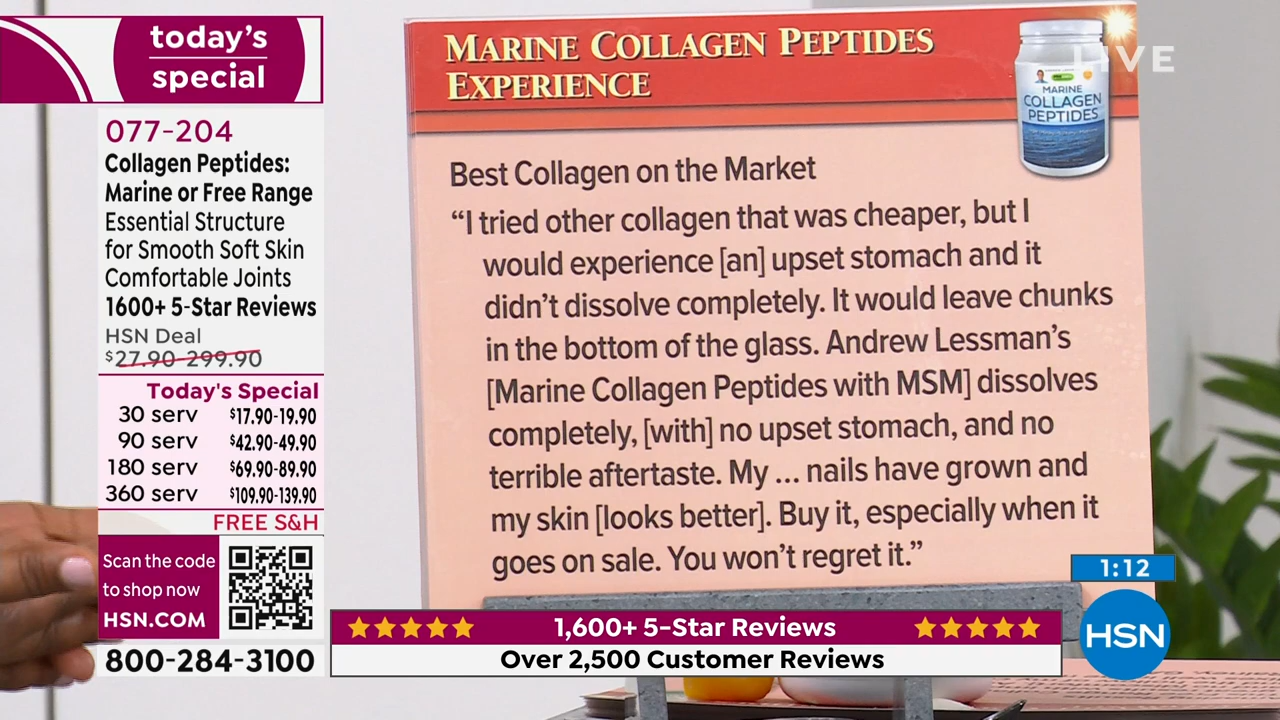 today's
special
077-204
Collagen Peptides:
Marine or Free Range
Essential Structure
for Smooth Soft Skin
Comfortable Joints
1600+ 5-Star Reviews
HSN Deal
$27.90-299.90
Today's Special
30 serv $17.90-19.90
90 serv $42.90-49.90
180 serv $69.90-89.90
360 serv $109.90-139.90
FREE S&H
Scan the code
to shop now
HSN.COM
800-284-3100
MARINE COLLAGEN PEPTIDES
EXPERIENCE
MARINE
COLLAGEN
PEPTIDES
LIVE
Best Collagen on the Market
“I tried other collagen that was cheaper, but I
would experience [an] upset stomach and it
didn’t dissolve completely. It would leave chunks
in the bottom of the glass. Andrew Lessman’s
[Marine Collagen Peptides with MSM] dissolves
completely, [with] no upset stomach, and no
terrible aftertaste. My ... nails have grown and
my skin [looks better]. Buy it, especially when it
goes on sale. You won’t regret it.”
1:12
HSN
1,600+ 5-Star Reviews
Over 2,500 Customer Reviews